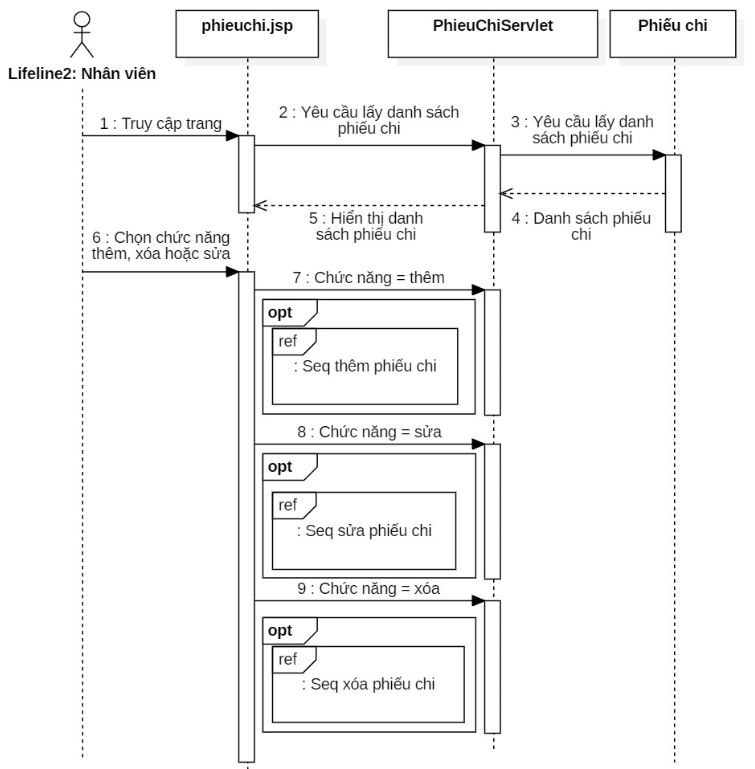 phieuchi.jsp
PhieuChiServlet
Phiếu chi
Lifeline2: Nhân viên
1 : Truy cập trang
2 : Yêu cầu lấy danh sách
phiếu chi
3 : Yêu cầu lấy danh
sách phiếu chi
4 : Danh sách phiếu
chi
5 : Hiển thị danh
sách phiếu chi
6 : Chọn chức năng
thêm, xóa hoặc sửa
7 : Chức năng = thêm
opt
ref
: Seq thêm phiếu chi
8 : Chức năng = sửa
opt
ref
: Seq sửa phiếu chi
9 : Chức năng = xóa
opt
ref
: Seq xóa phiếu chi